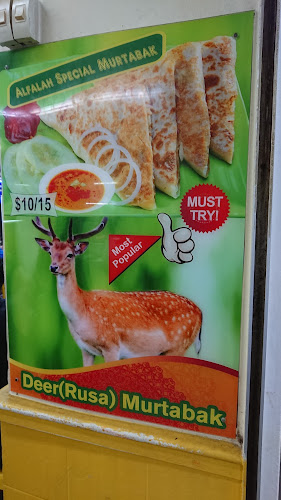 ALFALAH SPECIAL MURTABAK
$10/15
MUST
TRY!
Most
Popular
Deer(Rusa) Murtabak